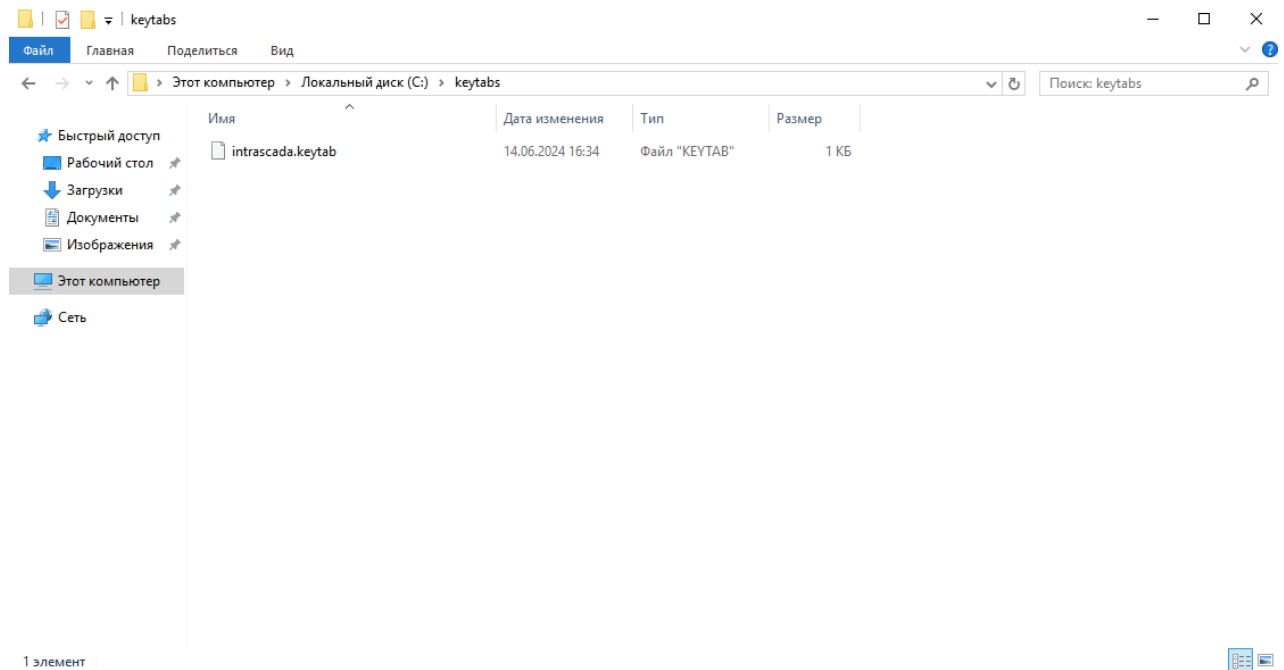 keytabs
Файл Главная Поделиться Вид
Этот компьютер › Локальный диск (C:) › keytabs
Поиск: keytabs
Быстрый доступ
Рабочий стол
Загрузки
Документы
Изображения
Этот компьютер
Сеть
Имя Дата изменения Тип Размер
intrascada.keytab 14.06.2024 16:34 Файл "KEYTAB" 1 КБ
1 элемент